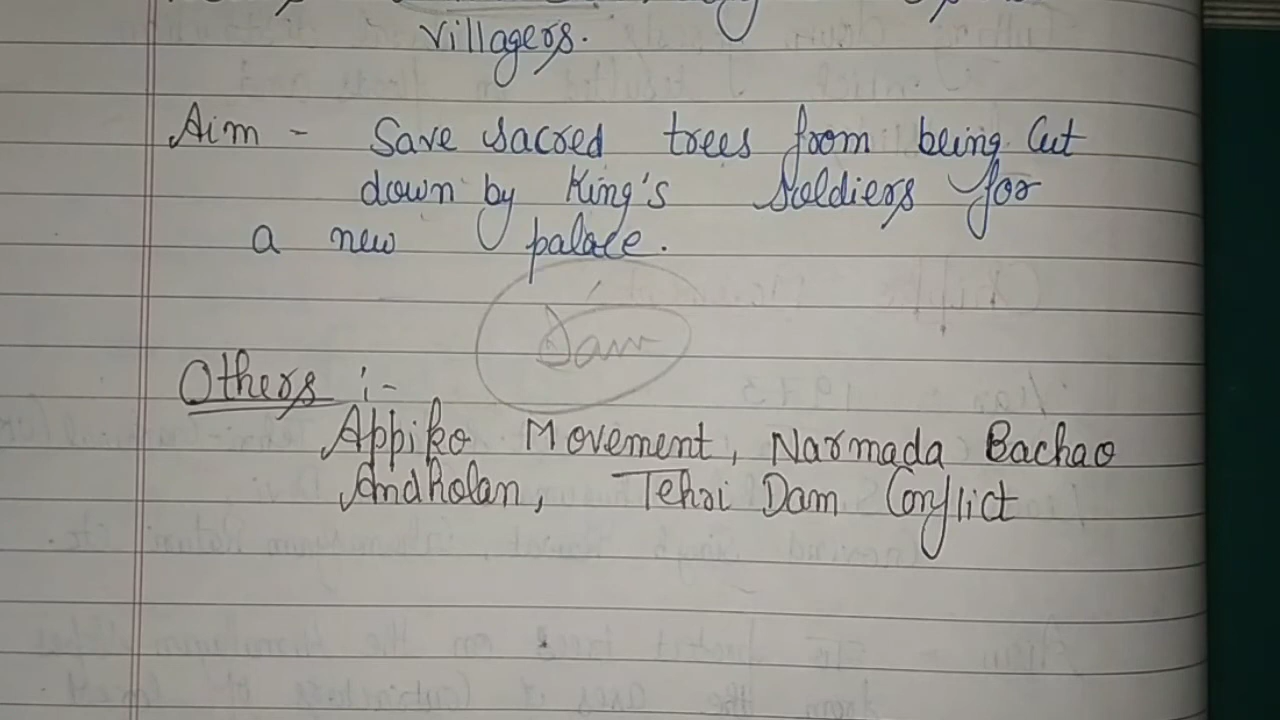 villagers.
Aim - Save sacred trees from being Cut
down by King's Soldiers for
a new palace.
Dam
Others :-
Appiko Movement, Narmada Bachao
Andholan, Tehri Dam Conflict